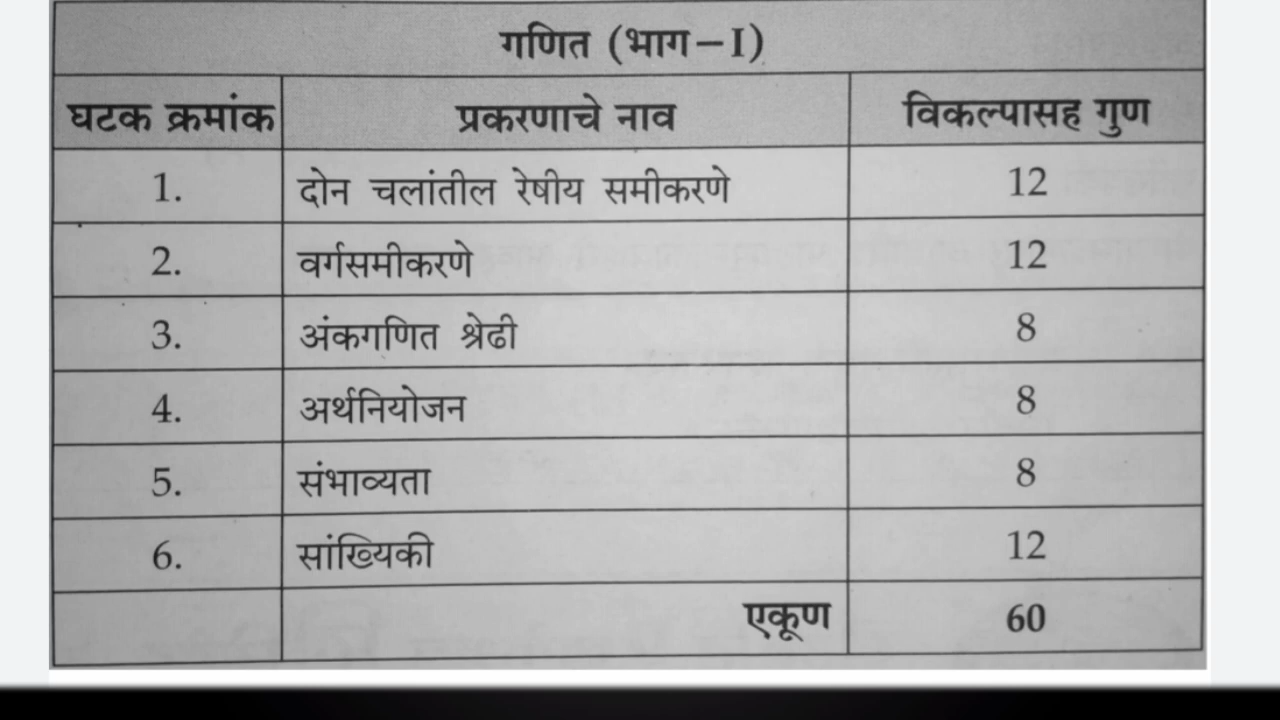 गणित (भाग–I)
घटक क्रमांक प्रकरणाचे नाव विकल्पासह गुण
1. दोन चलांतील रेषीय समीकरणे 12
2. वर्गसमीकरणे 12
3. अंकगणित श्रेढी 8
4. अर्थनियोजन 8
5. संभाव्यता 8
6. सांख्यिकी 12
एकूण 60